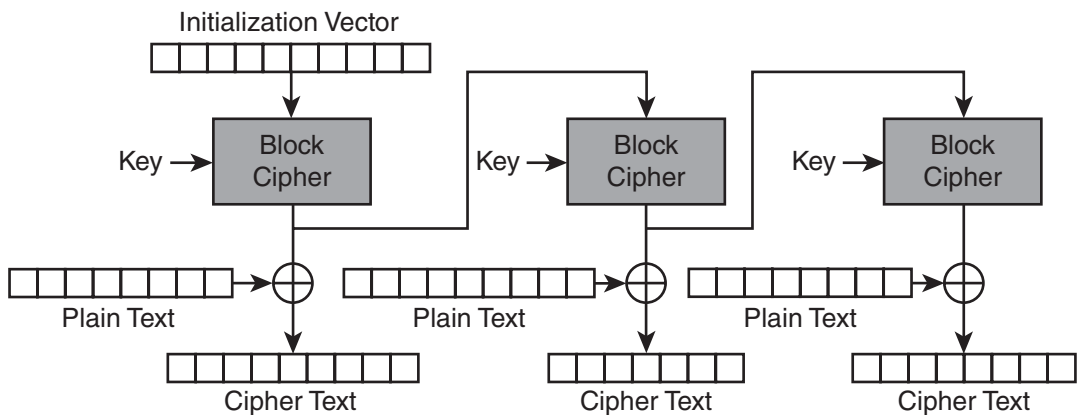 Initialization Vector
Key
Block
Cipher
Key
Block
Cipher
Key
Block
Cipher
Plain Text
Plain Text
Plain Text
Cipher Text
Cipher Text
Cipher Text